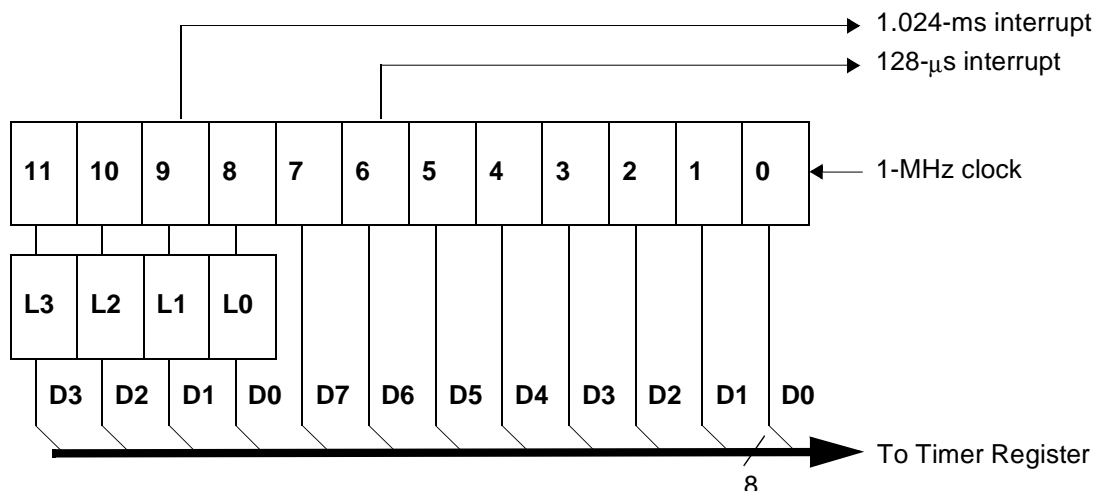 1.024-ms interrupt
128-μs interrupt
11 10 9 8 7 6 5 4 3 2 1 0
1-MHz clock
L3 L2 L1 L0
D3 D2 D1 D0 D7 D6 D5 D4 D3 D2 D1 D0
To Timer Register
8